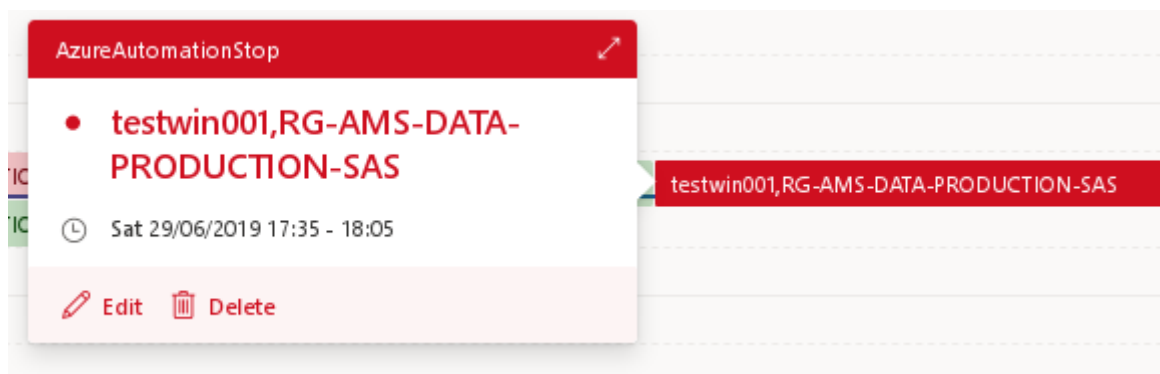 AzureAutomationStop
testwin001,RG-AMS-DATA-
PRODUCTION-SAS
Sat 29/06/2019 17:35 - 18:05
Edit Delete
testwin001,RG-AMS-DATA-PRODUCTION-SAS